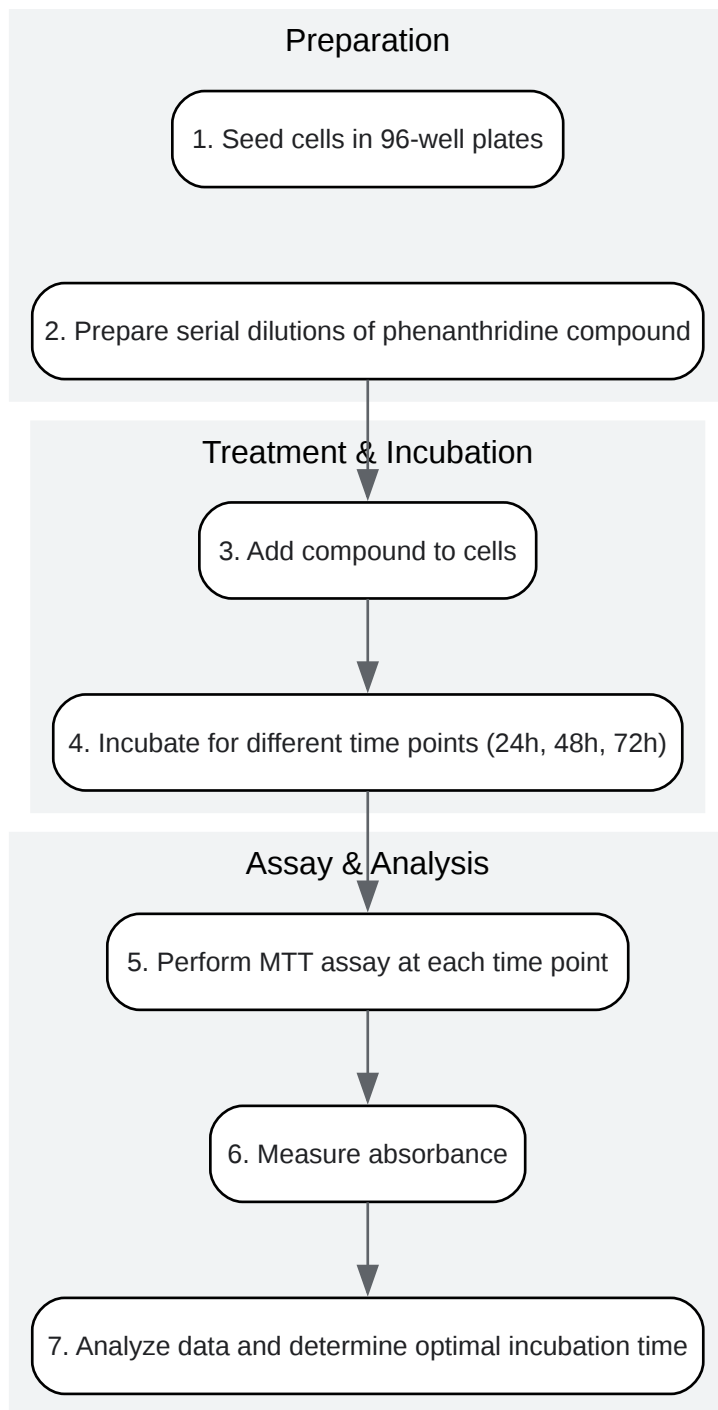 Preparation
1. Seed cells in 96-well plates
2. Prepare serial dilutions of phenanthridine compound
Treatment & Incubation
3. Add compound to cells
4. Incubate for different time points (24h, 48h, 72h)
Assay & Analysis
5. Perform MTT assay at each time point
6. Measure absorbance
7. Analyze data and determine optimal incubation time